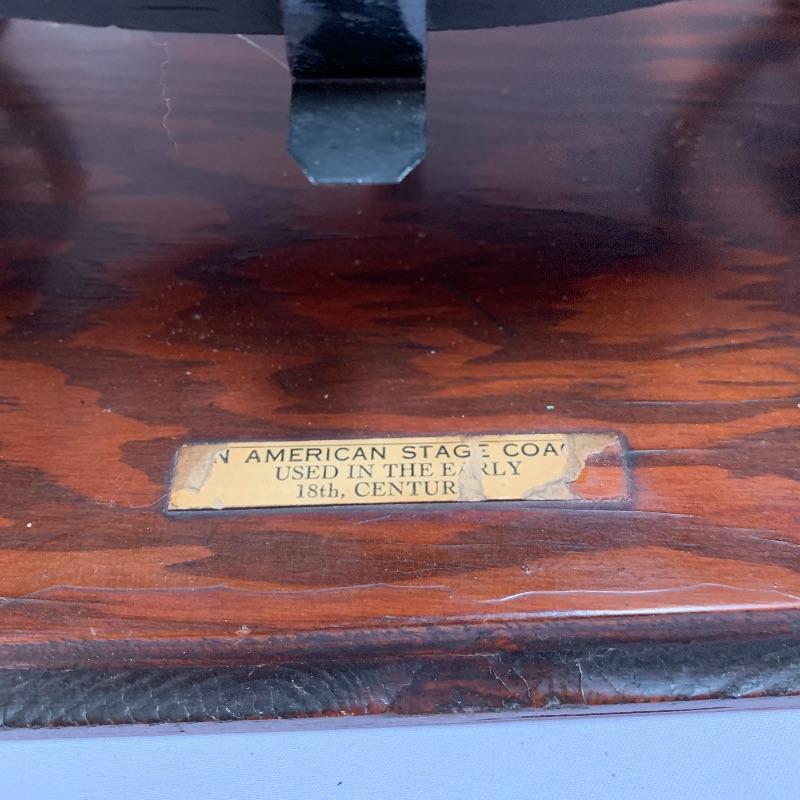 N AMERICAN STAGE COAC
USED IN THE EARLY
18th, CENTUR